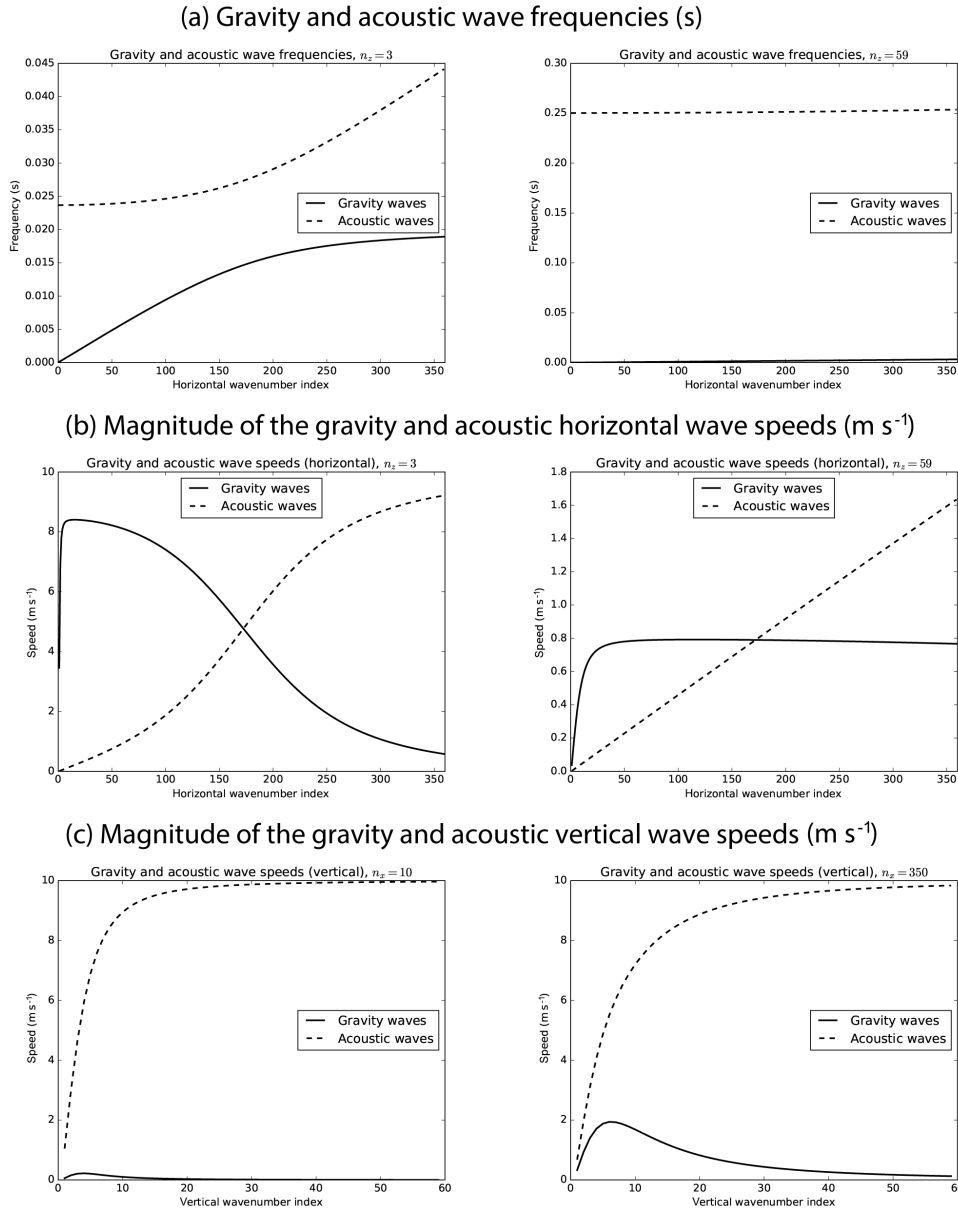 (a) Gravity and acoustic wave frequencies (s)
Gravity and acoustic wave frequencies, n_z = 3
0.045
0.040
0.035
0.030
0.025
0.020
0.015
0.010
0.005
0.000
Frequency (s)
Gravity waves
Acoustic waves
0 50 100 150 200 250 300 350
Horizontal wavenumber index
Gravity and acoustic wave frequencies, n_z = 59
0.30
0.25
0.20
0.15
0.10
0.05
0.00
Frequency (s)
Gravity waves
Acoustic waves
0 50 100 150 200 250 300 350
Horizontal wavenumber index
(b) Magnitude of the gravity and acoustic horizontal wave speeds (m s⁻¹)
Gravity and acoustic wave speeds (horizontal), n_z = 3
10
8
6
4
2
0
Speed (m s⁻¹)
Gravity waves
Acoustic waves
0 50 100 150 200 250 300 350
Horizontal wavenumber index
Gravity and acoustic wave speeds (horizontal), n_z = 59
1.8
1.6
1.4
1.2
1.0
0.8
0.6
0.4
0.2
0.0
Speed (m s⁻¹)
Gravity waves
Acoustic waves
0 50 100 150 200 250 300 350
Horizontal wavenumber index
(c) Magnitude of the gravity and acoustic vertical wave speeds (m s⁻¹)
Gravity and acoustic wave speeds (vertical), n_x = 10
10
8
6
4
2
0
Speed (m s⁻¹)
Gravity waves
Acoustic waves
0 10 20 30 40 50 60
Vertical wavenumber index
Gravity and acoustic wave speeds (vertical), n_x = 350
10
8
6
4
2
0
Speed (m s⁻¹)
Gravity waves
Acoustic waves
0 10 20 30 40 50 6
Vertical wavenumber index